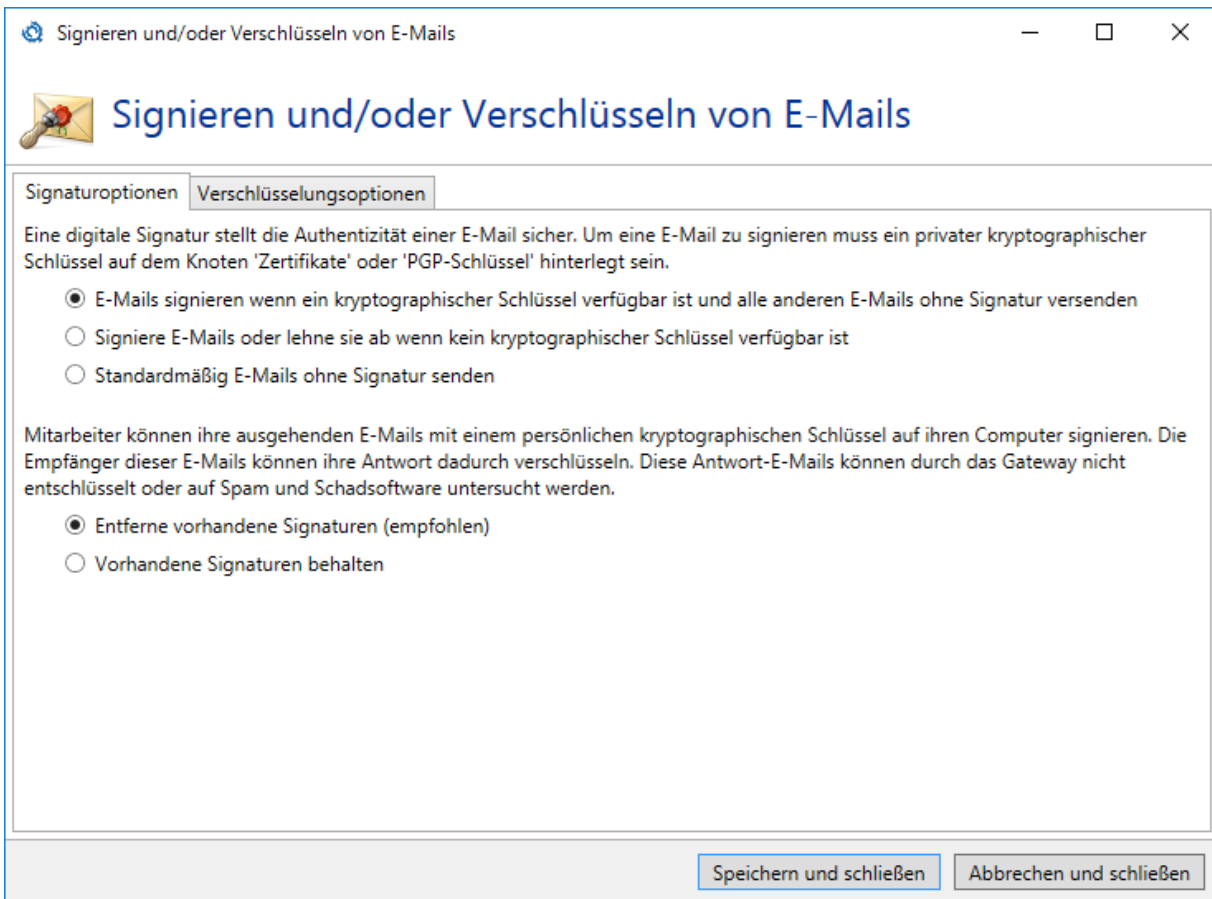 Signieren und/oder Verschlüsseln von E-Mails
Signieren und/oder Verschlüsseln von E-Mails
Signaturoptionen Verschlüsselungsoptionen
Eine digitale Signatur stellt die Authentizität einer E-Mail sicher. Um eine E-Mail zu signieren muss ein privater kryptographischer
Schlüssel auf dem Knoten 'Zertifikate' oder 'PGP-Schlüssel' hinterlegt sein.
E-Mails signieren wenn ein kryptographischer Schlüssel verfügbar ist und alle anderen E-Mails ohne Signatur versenden
Signiere E-Mails oder lehne sie ab wenn kein kryptographischer Schlüssel verfügbar ist
Standardmäßig E-Mails ohne Signatur senden
Mitarbeiter können ihre ausgehenden E-Mails mit einem persönlichen kryptographischen Schlüssel auf ihren Computer signieren. Die
Empfänger dieser E-Mails können ihre Antwort dadurch verschlüsseln. Diese Antwort-E-Mails können durch das Gateway nicht
entschlüsselt oder auf Spam und Schadsoftware untersucht werden.
Entferne vorhandene Signaturen (empfohlen)
Vorhandene Signaturen behalten
Speichern und schließen Abbrechen und schließen